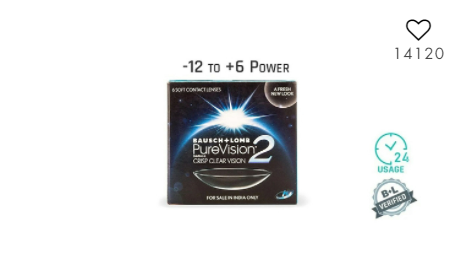 14120
-12 TO +6 POWER
6 SOFT CONTACT LENSES
A FRESH
NEW LOOK
BAUSCH + LOMB
PureVision 2
CRISP CLEAR VISION
FOR SALE IN INDIA ONLY
24
USAGE
B+L
VERIFIED